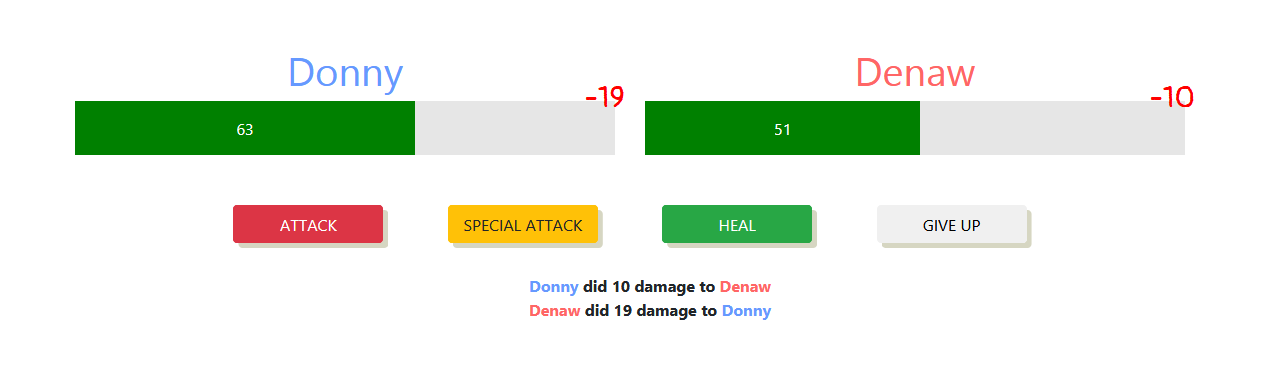 Donny
Denaw
-19
-10
63
51
ATTACK
SPECIAL ATTACK
HEAL
GIVE UP
Donny did 10 damage to Denaw
Denaw did 19 damage to Donny